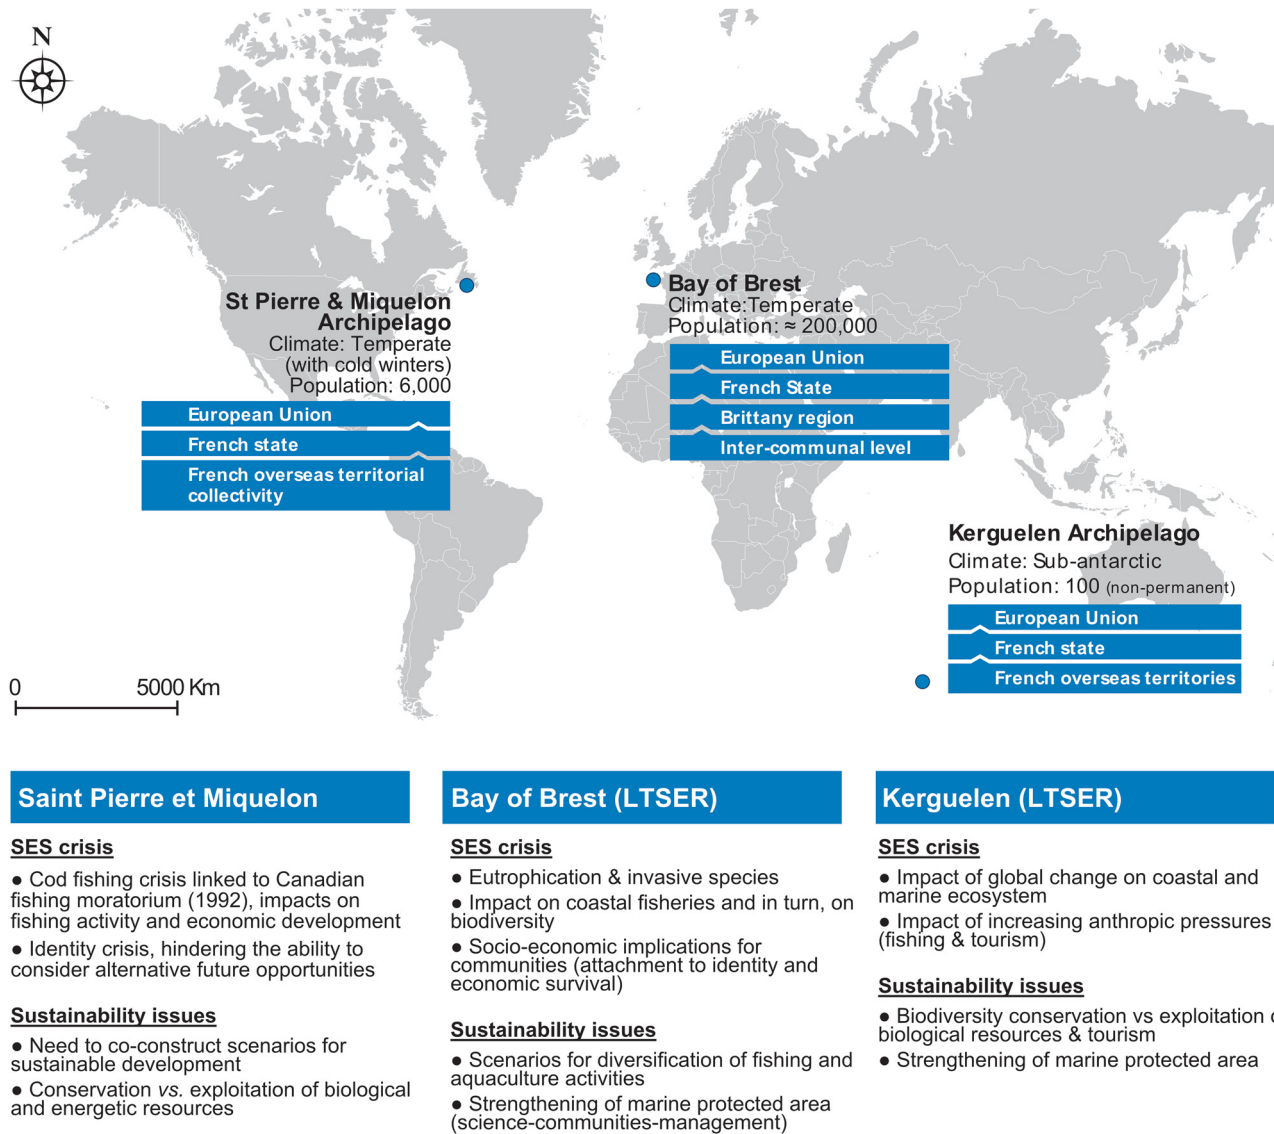 N
St Pierre & Miquelon
Archipelago
Climate: Temperate
(with cold winters)
Population: 6,000
European Union
French state
French overseas territorial
collectivity
Bay of Brest
Climate:Temperate
Population: ≈ 200,000
European Union
French State
Brittany region
Inter-communal level
Kerguelen Archipelago
Climate: Sub-antarctic
Population: 100 (non-permanent)
European Union
French state
French overseas territories
0 5000 Km
Saint Pierre et Miquelon
SES crisis
● Cod fishing crisis linked to Canadian
fishing moratorium (1992), impacts on
fishing activity and economic development
● Identity crisis, hindering the ability to
consider alternative future opportunities
Sustainability issues
● Need to co-construct scenarios for
sustainable development
● Conservation vs. exploitation of biological
and energetic resources
Bay of Brest (LTSER)
SES crisis
● Eutrophication & invasive species
● Impact on coastal fisheries and in turn, on
biodiversity
● Socio-economic implications for
communities (attachment to identity and
economic survival)
Sustainability issues
● Scenarios for diversification of fishing and
aquaculture activities
● Strengthening of marine protected area
(science-communities-management)
Kerguelen (LTSER)
SES crisis
● Impact of global change on coastal and
marine ecosystem
● Impact of increasing anthropic pressures
(fishing & tourism)
Sustainability issues
● Biodiversity conservation vs exploitation
biological resources & tourism
● Strengthening of marine protected area